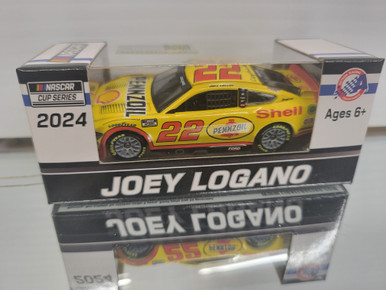 NASCAR
CUP SERIES
2024
Ages 6+
PENNZOIL
22
22
PENNZOIL
Shell
JOEY LOGANO